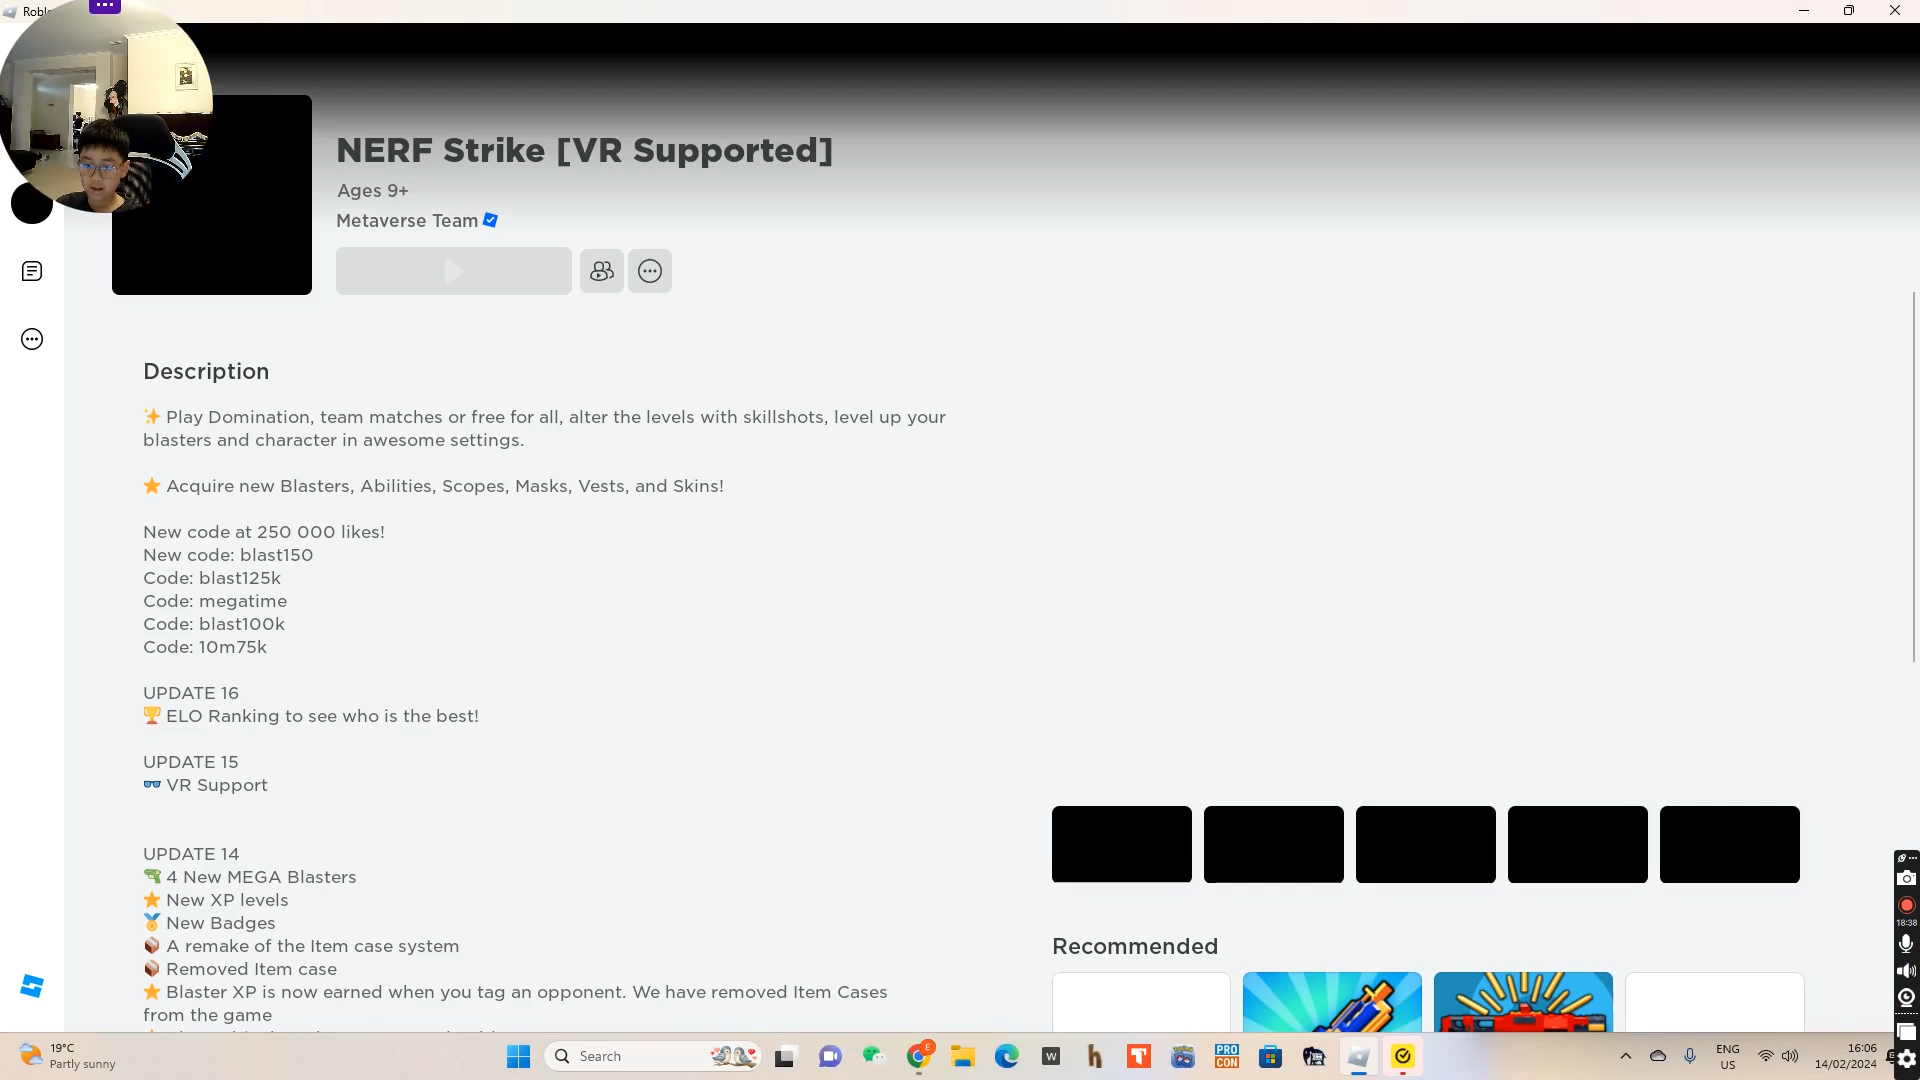 Roblo
NERF Strike [VR Supported]
Ages 9+
Metaverse Team
Description
✨ Play Domination, team matches or free for all, alter the levels with skillshots, level up your
blasters and character in awesome settings.
⭐ Acquire new Blasters, Abilities, Scopes, Masks, Vests, and Skins!
New code at 250 000 likes!
New code: blast150
Code: blast125k
Code: megatime
Code: blast100k
Code: 10m75k
UPDATE 16
🏆 ELO Ranking to see who is the best!
UPDATE 15
🕶️ VR Support
UPDATE 14
🔫 4 New MEGA Blasters
⭐ New XP levels
🏅 New Badges
📦 A remake of the Item case system
📦 Removed Item case
⭐ Blaster XP is now earned when you tag an opponent. We have removed Item Cases
from the game
Recommended
18:38
19°C
Partly sunny
Search
E
W
h
T
PRO
CON
ENG
US
16:06
14/02/2024